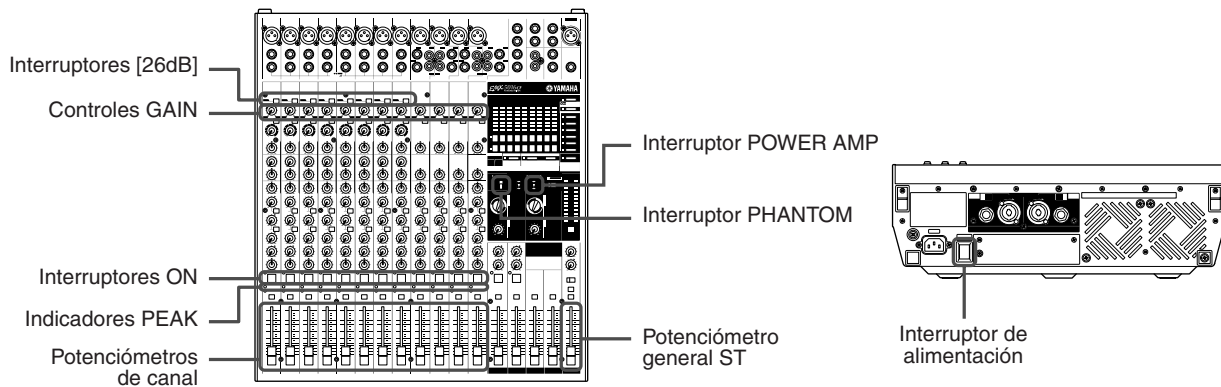 Interruptores [26dB]
Controles GAIN
Interruptores ON
Indicadores PEAK
Potenciómetros
de canal
YAMAHA
Interruptor POWER AMP
Interruptor PHANTOM
Potenciómetro
general ST
Interruptor de
alimentación